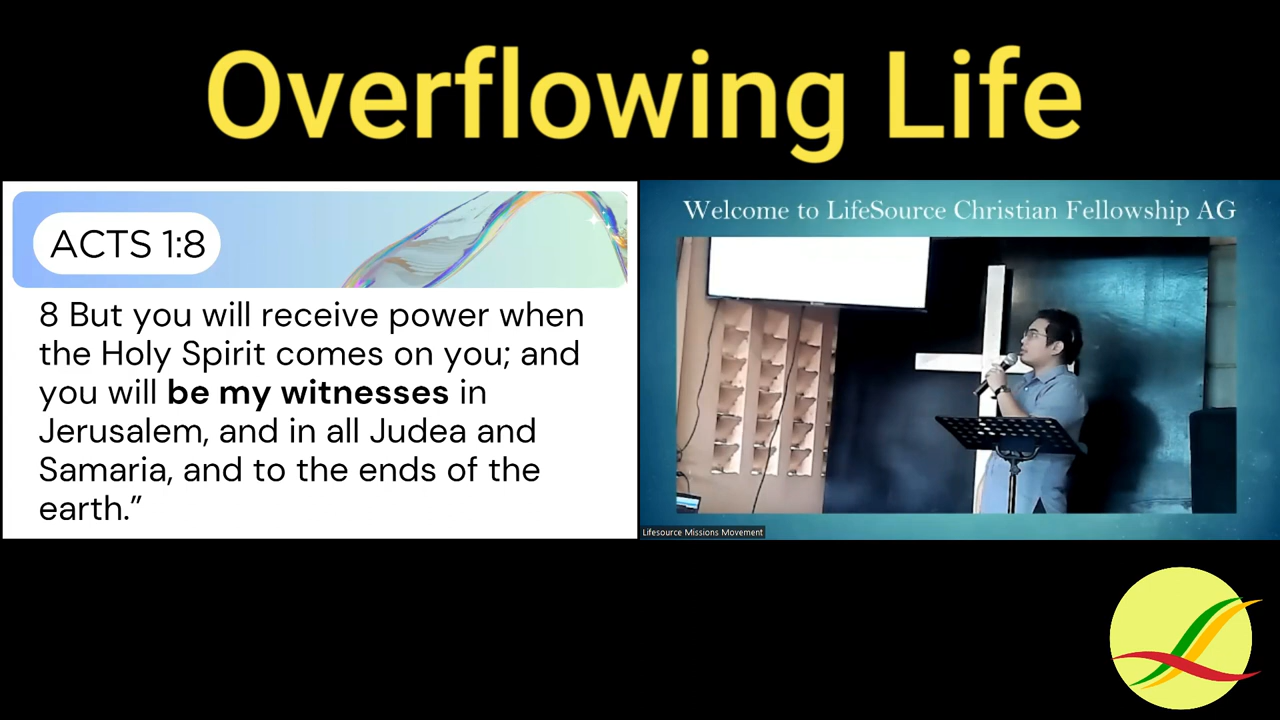 Overflowing Life
ACTS 1:8
8 But you will receive power when
the Holy Spirit comes on you; and
you will be my witnesses in
Jerusalem, and in all Judea and
Samaria, and to the ends of the
earth.”
Welcome to LifeSource Christian Fellowship AG
Lifesource Missions Movement